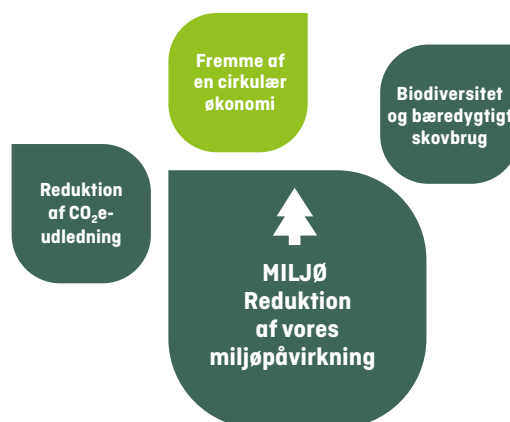 Fremme af
en cirkulær
økonomi
Biodiversitet
og bæredygtigt
skovbrug
Reduktion
af CO₂e-
udledning
MILJØ
Reduktion
af vores
miljøpåvirkning